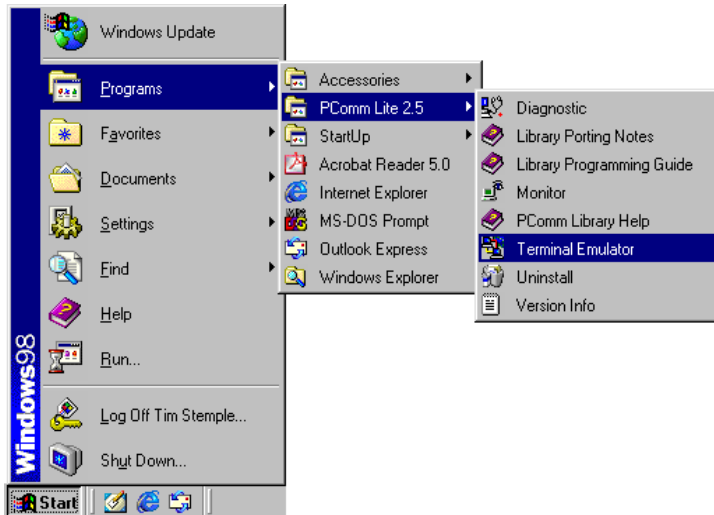 Windows Update
Programs
Favorites
Documents
Settings
Find
Help
Run...
Log Off Tim Stemple...
Shut Down...
Windows98
Start
Accessories
PComm Lite 2.5
StartUp
Acrobat Reader 5.0
Internet Explorer
MS-DOS Prompt
Outlook Express
Windows Explorer
Diagnostic
Library Porting Notes
Library Programming Guide
Monitor
PComm Library Help
Terminal Emulator
Uninstall
Version Info